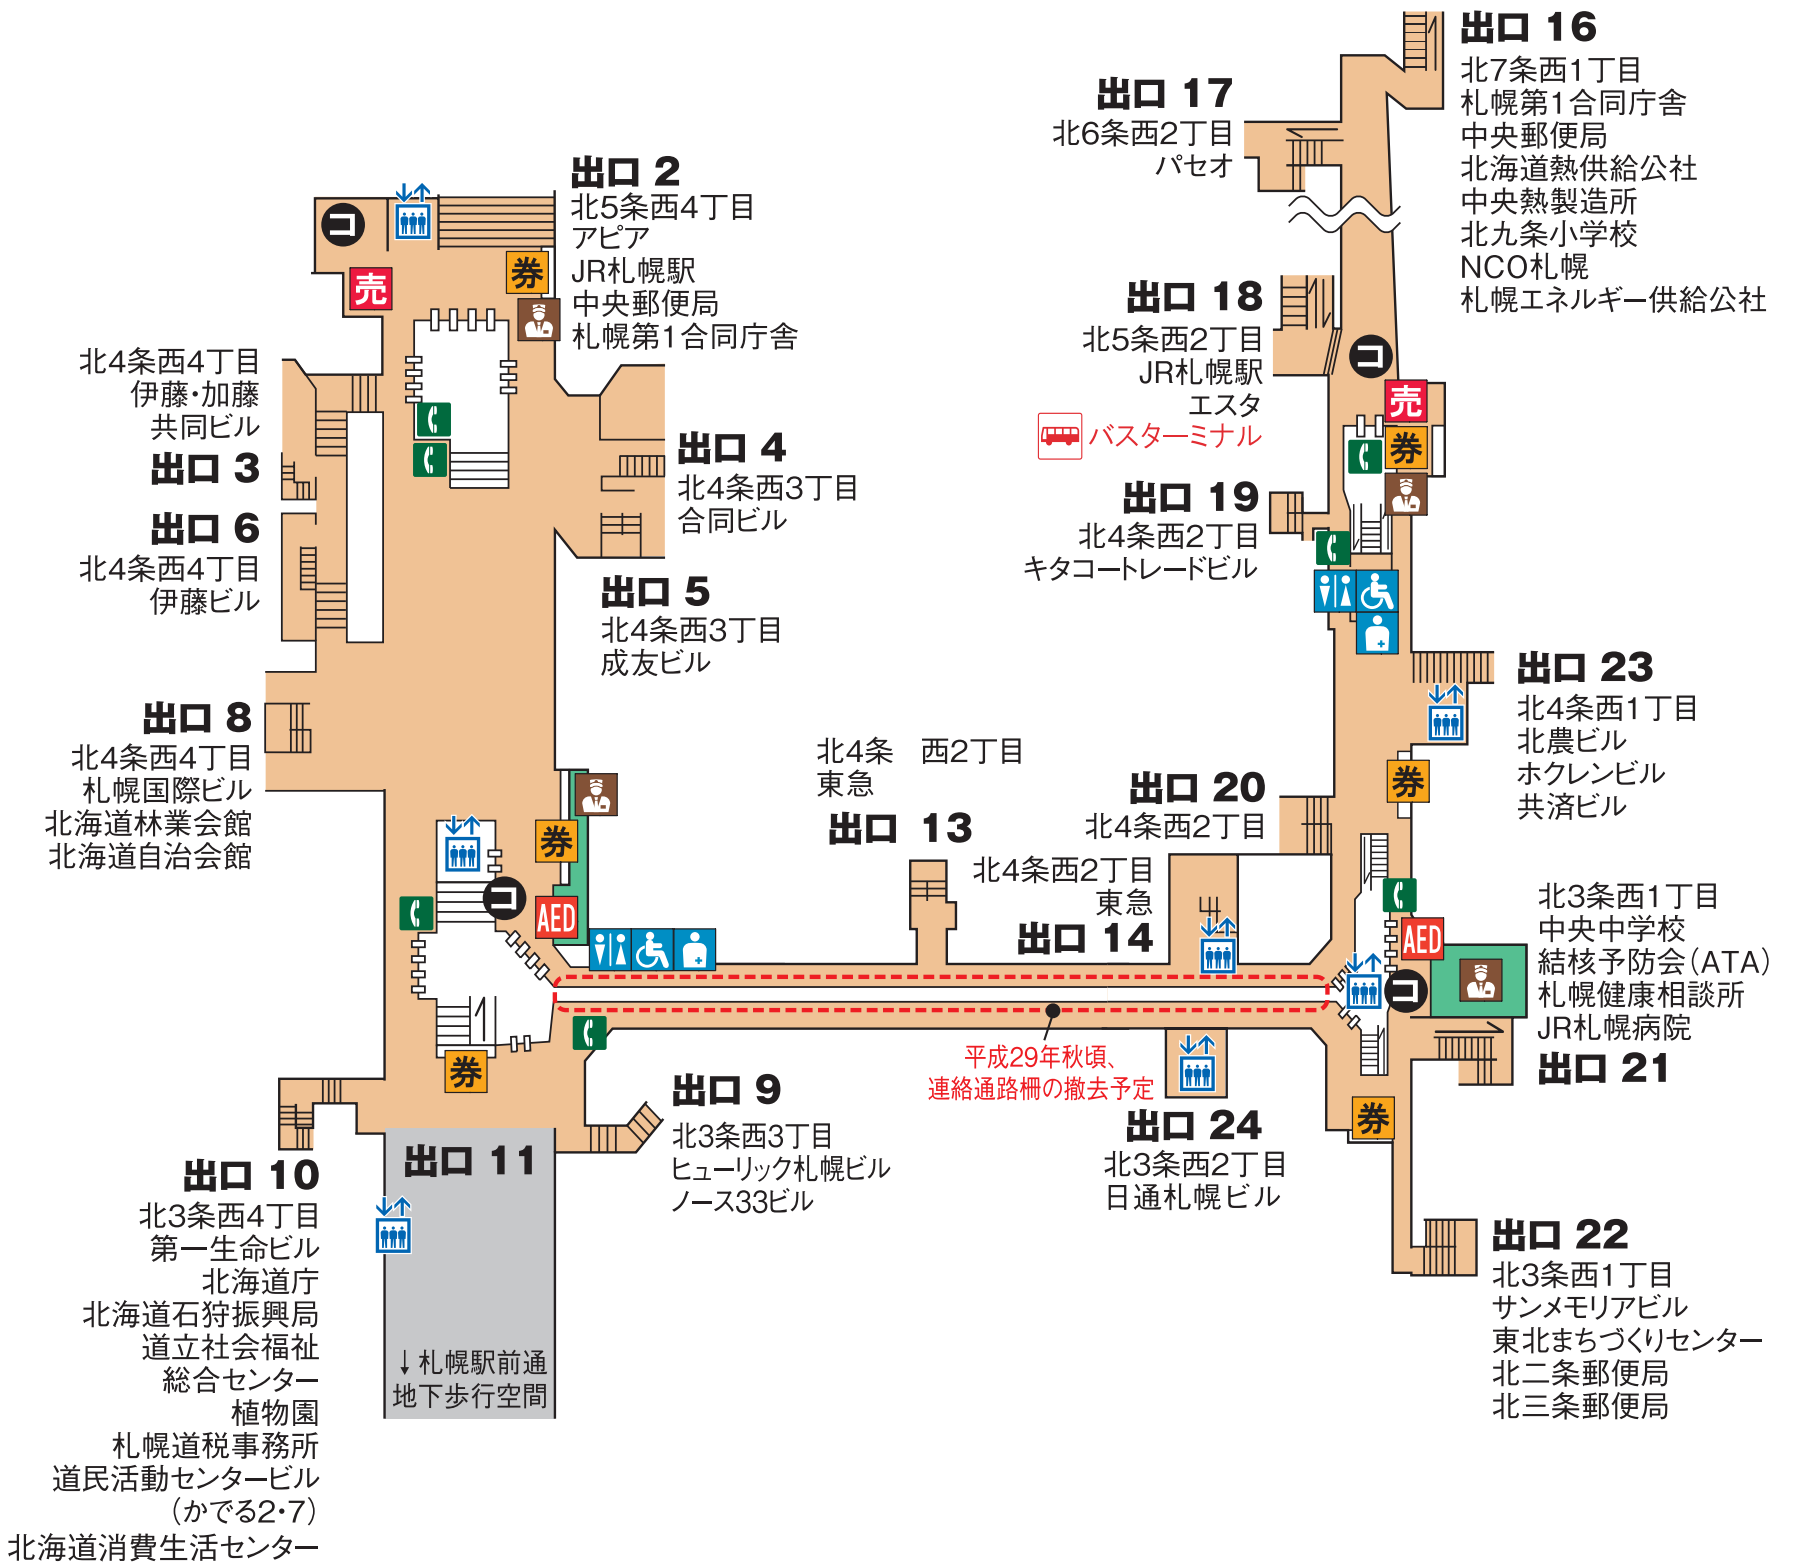 出口 2
北5条西4丁目
アピア
JR札幌駅
中央郵便局
札幌第1合同庁舎
コ
売
券
北4条西4丁目
伊藤・加藤
共同ビル
出口 3
出口 6
北4条西4丁目
伊藤ビル
出口 4
北4条西3丁目
合同ビル
出口 5
北4条西3丁目
成友ビル
出口 8
北4条西4丁目
札幌国際ビル
北海道林業会館
北海道自治会館
券
コ
AED
券
出口 9
北3条西3丁目
ヒューリック札幌ビル
ノース33ビル
出口 10
北3条西4丁目
第一生命ビル
北海道庁
北海道石狩振興局
道立社会福祉
総合センター
植物園
札幌道税事務所
道民活動センタービル
（かでる2・7）
北海道消費生活センター
出口 11
↓札幌駅前通
地下歩行空間
北4条 西2丁目
東急
出口 13
北4条西2丁目
東急
出口 14
平成29年秋頃、
連絡通路柵の撤去予定
出口 24
北3条西2丁目
日通札幌ビル
出口 16
北7条西1丁目
札幌第1合同庁舎
中央郵便局
北海道熱供給公社
中央熱製造所
北九条小学校
NCO札幌
札幌エネルギー供給公社
出口 17
北6条西2丁目
パセオ
出口 18
北5条西2丁目
JR札幌駅
エスタ
バスターミナル
コ
売
券
出口 19
北4条西2丁目
キタコートレードビル
出口 23
北4条西1丁目
北農ビル
ホクレンビル
共済ビル
券
出口 20
北4条西2丁目
AED
コ
北3条西1丁目
中央中学校
結核予防会（ATA）
札幌健康相談所
JR札幌病院
出口 21
券
出口 22
北3条西1丁目
サンメモリアビル
東北まちづくりセンター
北二条郵便局
北三条郵便局